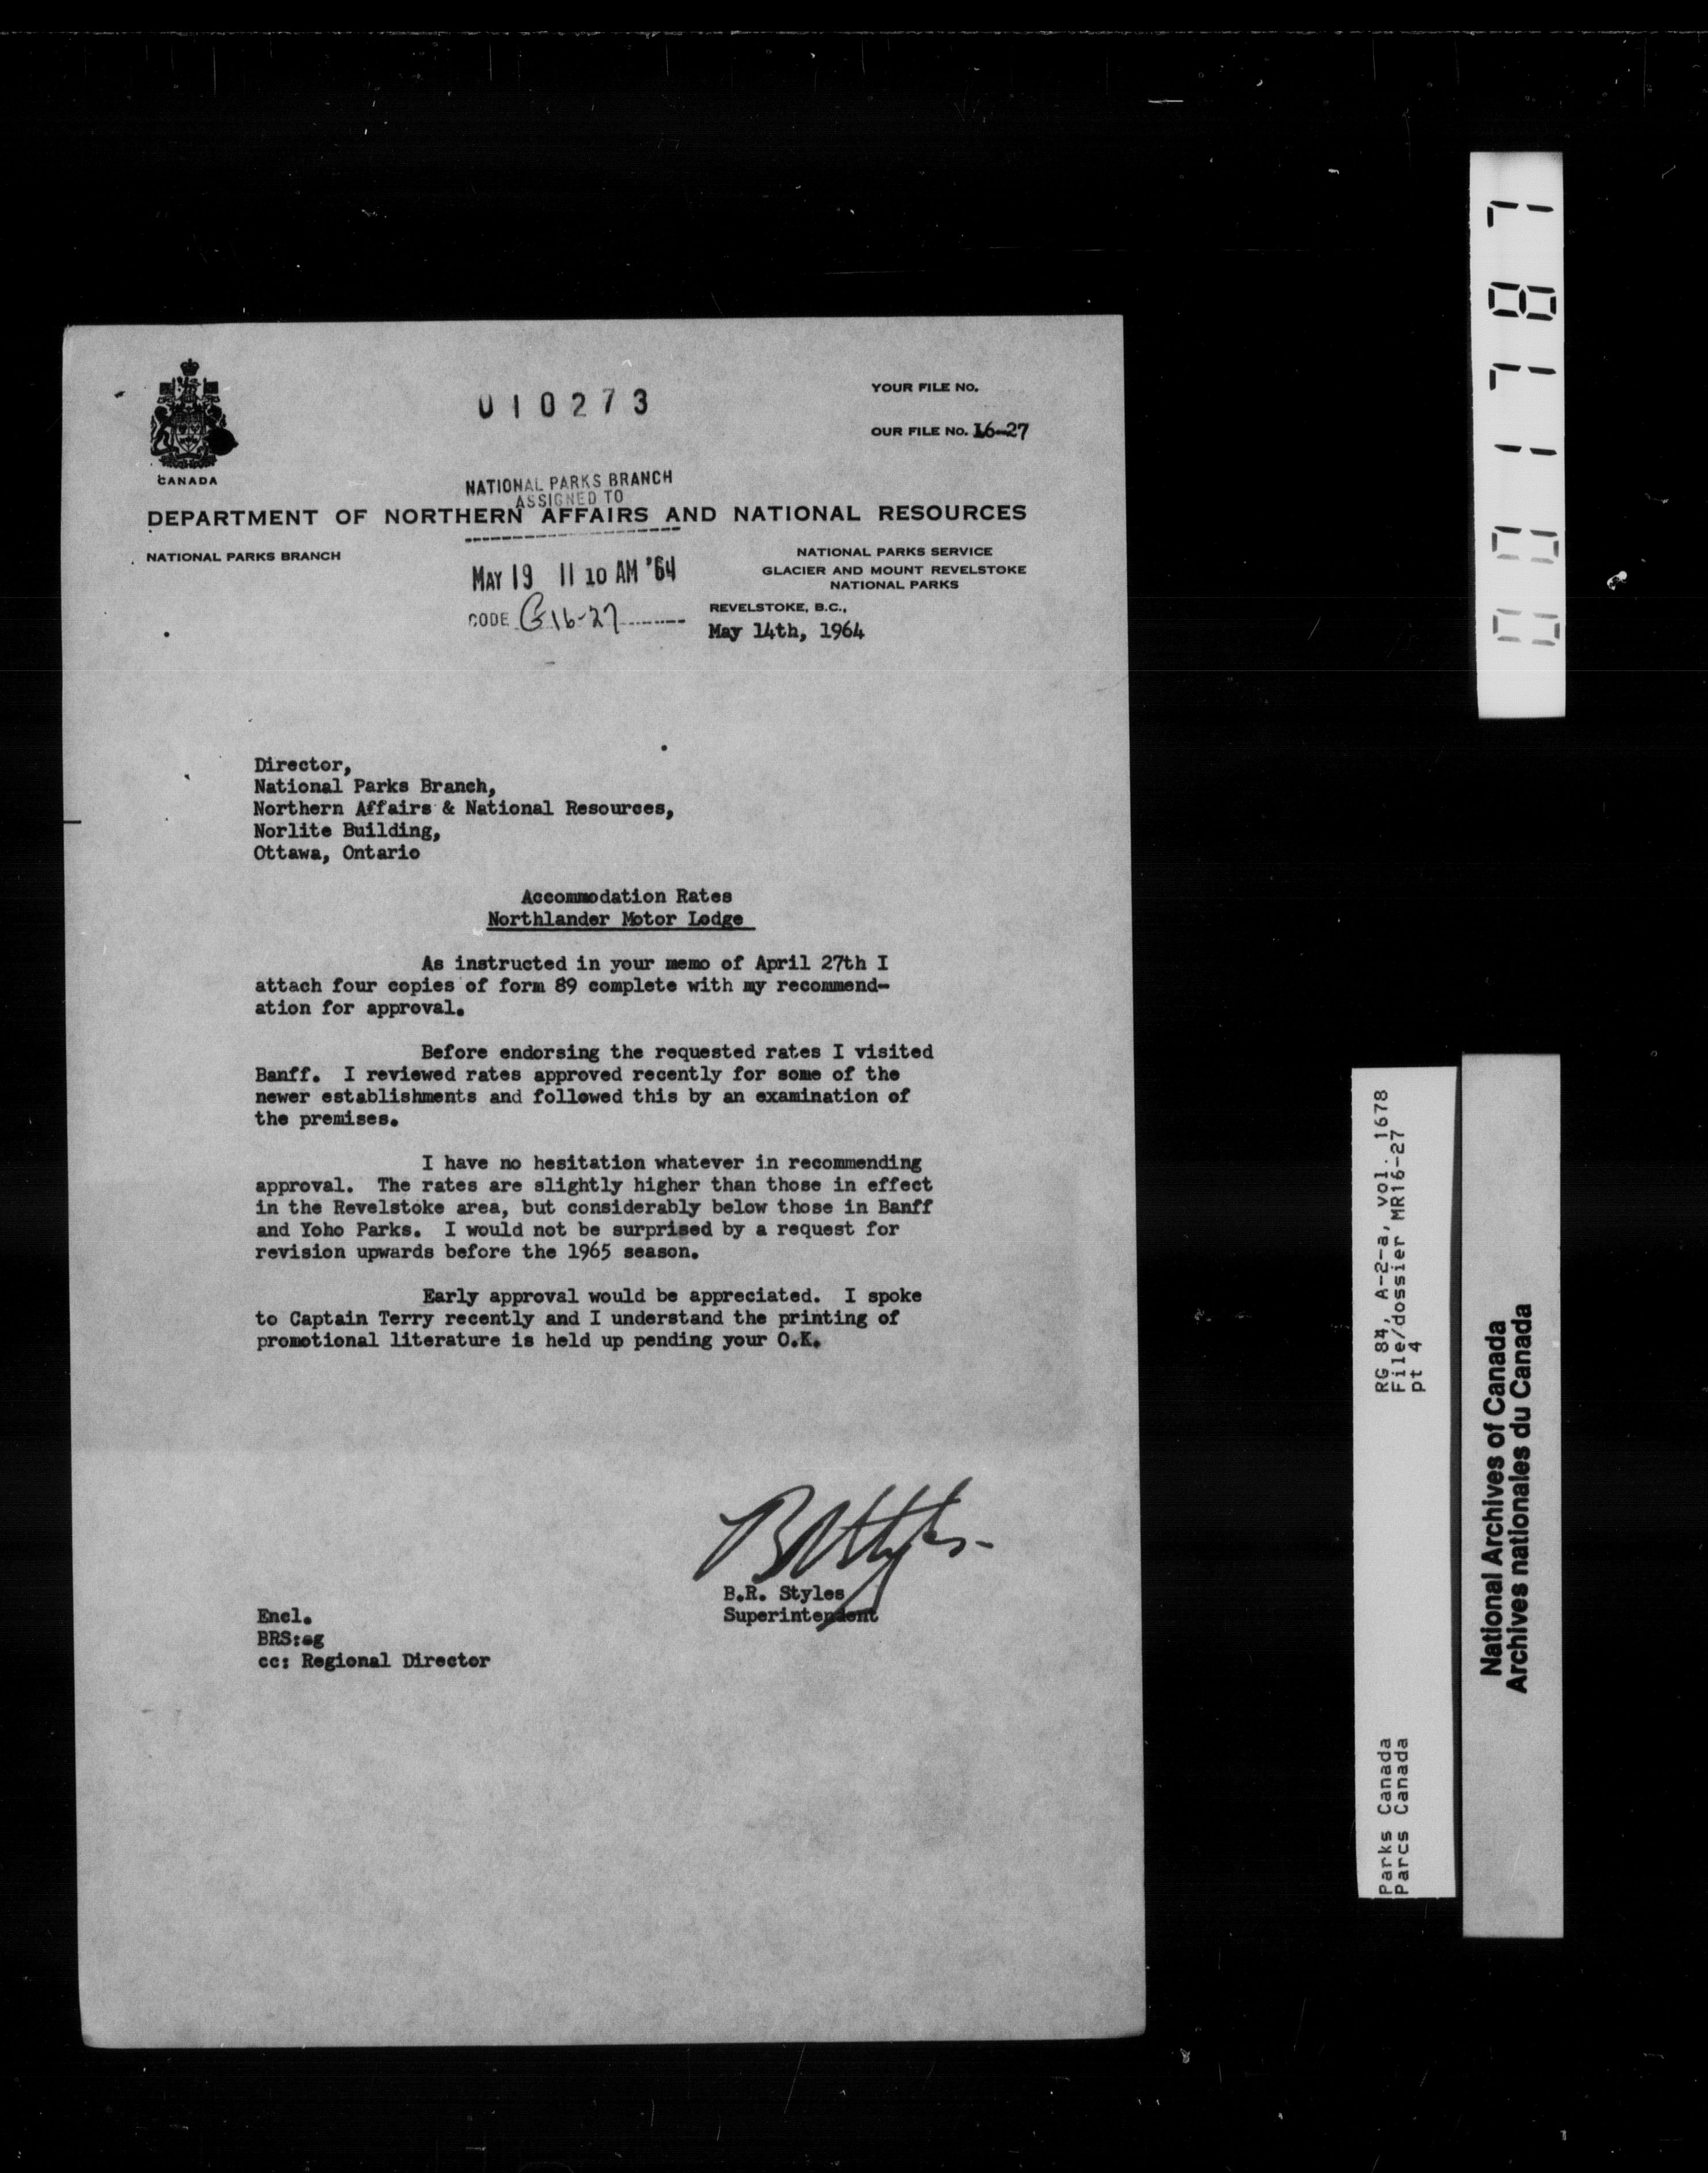 CANADA
010273
YOUR FILE NO.
OUR FILE NO. 16-27
NATIONAL PARKS BRANCH
ASSIGNED TO
DEPARTMENT OF NORTHERN AFFAIRS AND NATIONAL RESOURCES
NATIONAL PARKS BRANCH
MAY 19 11 10 AM '64
CODE G16-27
NATIONAL PARKS SERVICE
GLACIER AND MOUNT REVELSTOKE
NATIONAL PARKS
REVELSTOKE, B.C.,
May 14th, 1964
Director,
National Parks Branch,
Northern Affairs & National Resources,
Norlite Building,
Ottawa, Ontario
Accommodation Rates
Northlander Motor Lodge
As instructed in your memo of April 27th I
attach four copies of form 89 complete with my recommend-
ation for approval.
Before endorsing the requested rates I visited
Banff. I reviewed rates approved recently for some of the
newer establishments and followed this by an examination of
the premises.
I have no hesitation whatever in recommending
approval. The rates are slightly higher than those in effect
in the Revelstoke area, but considerably below those in Banff
and Yoho Parks. I would not be surprised by a request for
revision upwards before the 1965 season.
Early approval would be appreciated. I spoke
to Captain Terry recently and I understand the printing of
promotional literature is held up pending your O.K.
BRStyles
B.R. Styles
Superintendent
Encl.
BRS:eg
cc: Regional Director
001787
RG 84, A-2-a, vol. 1678
File/dossier MR16-27
pt 4
Parks Canada
Parcs Canada
National Archives of Canada
Archives nationales du Canada